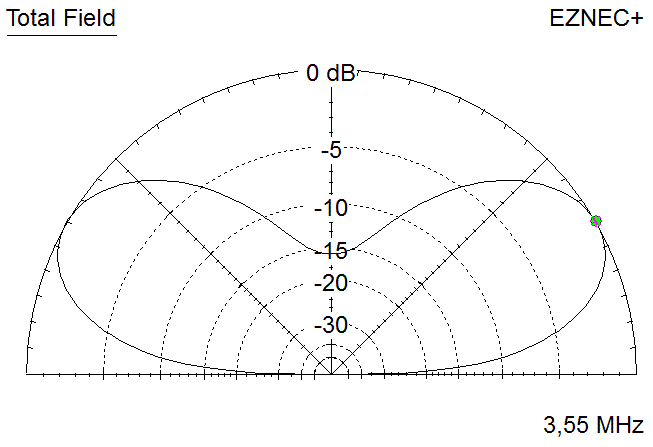 Total Field
EZNEC+
0 dB
-5
-10
-15
-20
-30
3,55 MHz